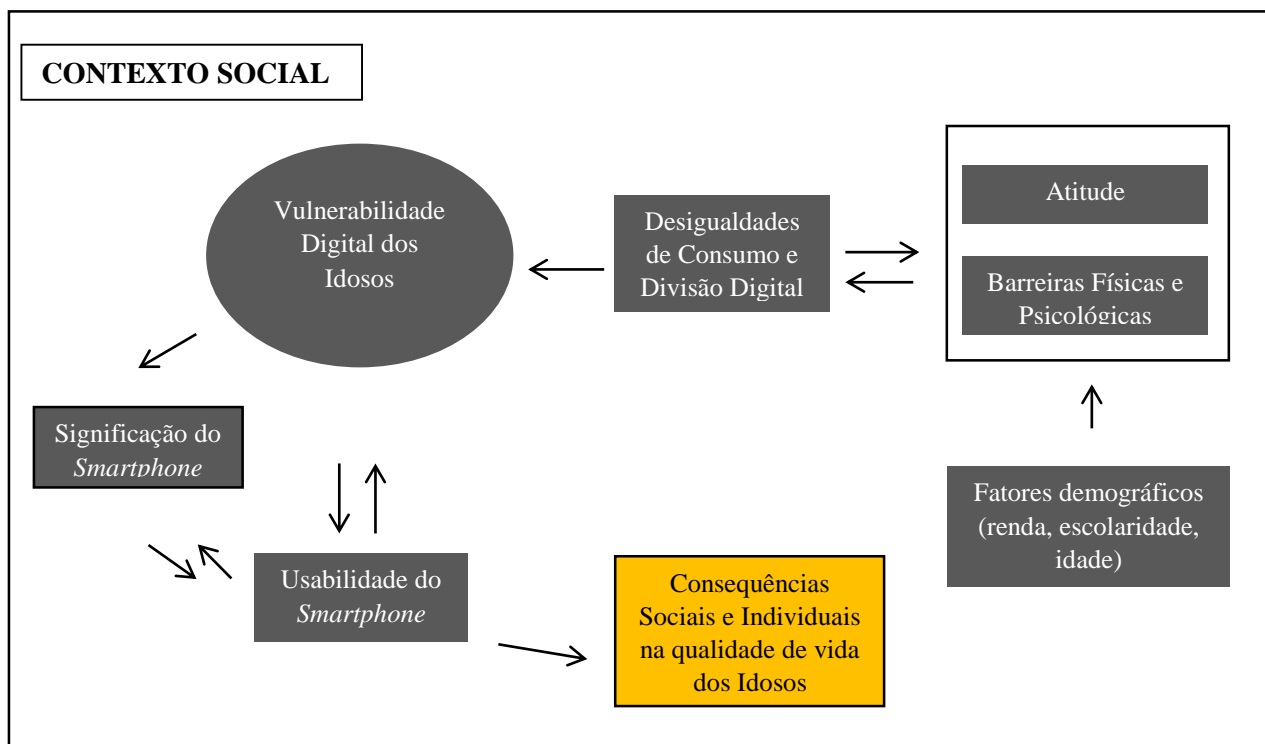 CONTEXTO SOCIAL
Vulnerabilidade
Digital dos
Idosos
Desigualdades
de Consumo e
Divisão Digital
Atitude
Barreiras Físicas e
Psicológicas
Significação do
Smartphone
Usabilidade do
Smartphone
Consequências
Sociais e Individuais
na qualidade de vida
dos Idosos
Fatores demográficos
(renda, escolaridade,
idade)